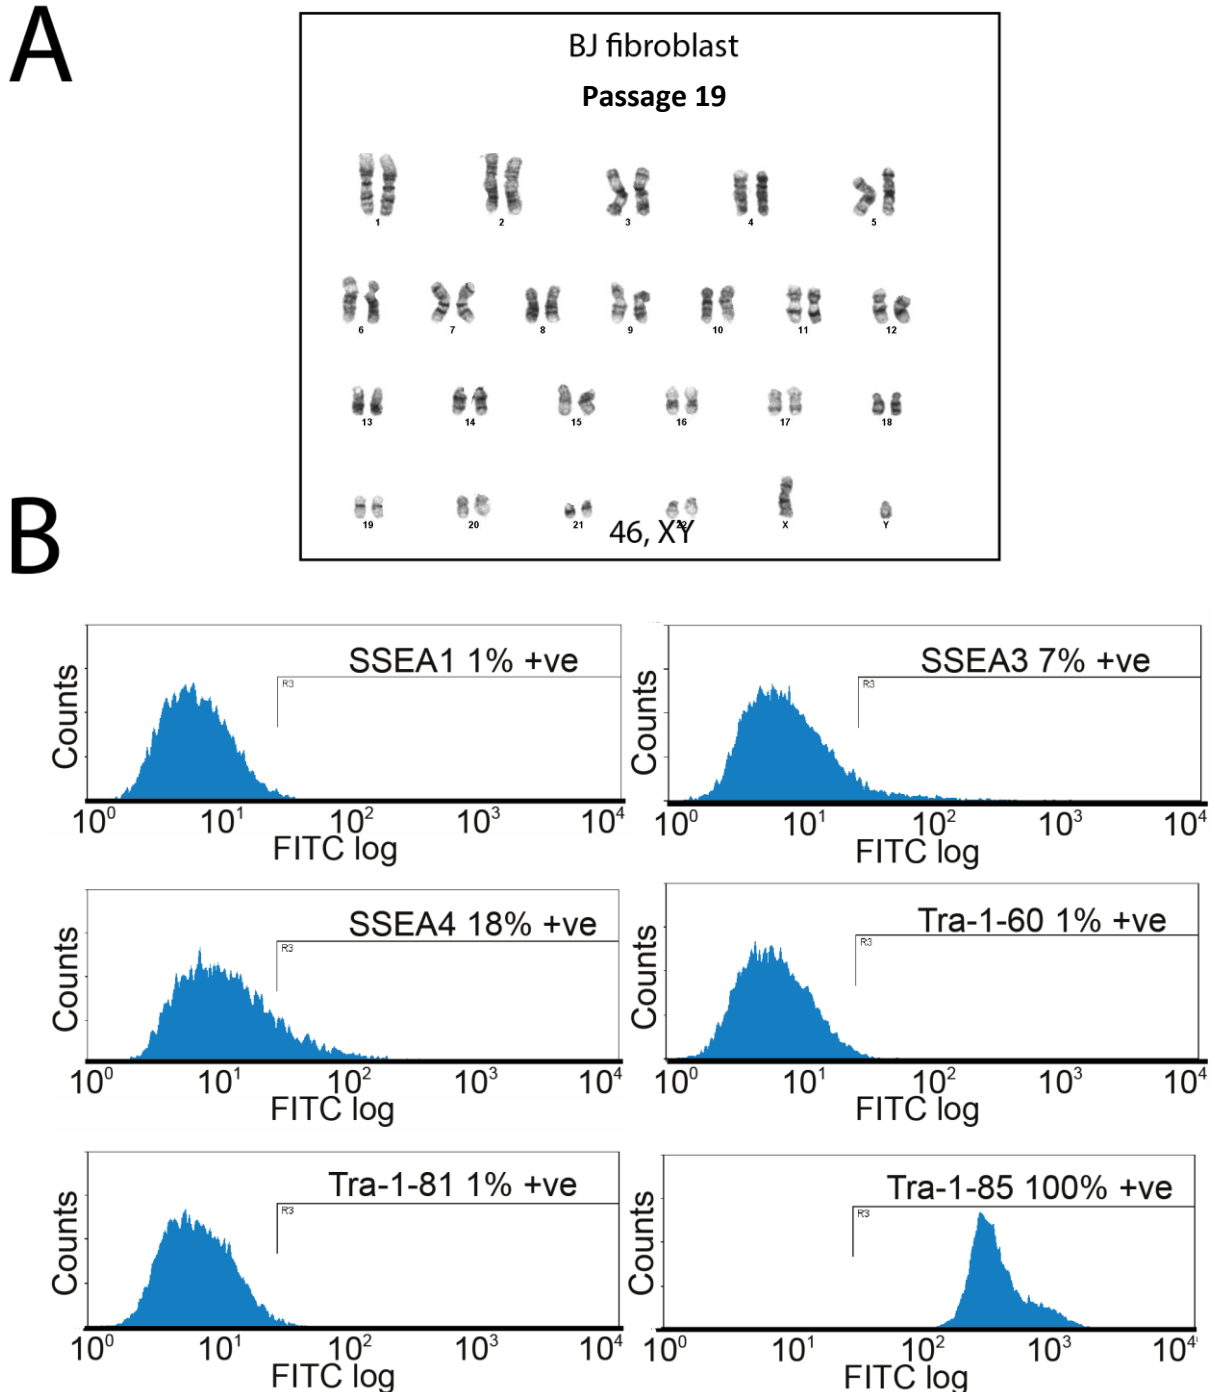 A
BJ fibroblast
Passage 19
1 2 3 4 5
6 7 8 9 10 11 12
13 14 15 16 17 18
19 20 21 22 X Y
46, XY
B
SSEA1 1% +ve
R3
Counts
10⁰ 10¹ 10² 10³ 10⁴
FITC log
SSEA3 7% +ve
R3
Counts
10⁰ 10¹ 10² 10³ 10⁴
FITC log
SSEA4 18% +ve
R3
Counts
10⁰ 10¹ 10² 10³ 10⁴
FITC log
Tra-1-60 1% +ve
R3
Counts
10⁰ 10¹ 10² 10³ 10⁴
FITC log
Tra-1-81 1% +ve
R3
Counts
10⁰ 10¹ 10² 10³ 10⁴
FITC log
Tra-1-85 100% +ve
R3
Counts
10⁰ 10¹ 10² 10³ 10⁴
FITC log